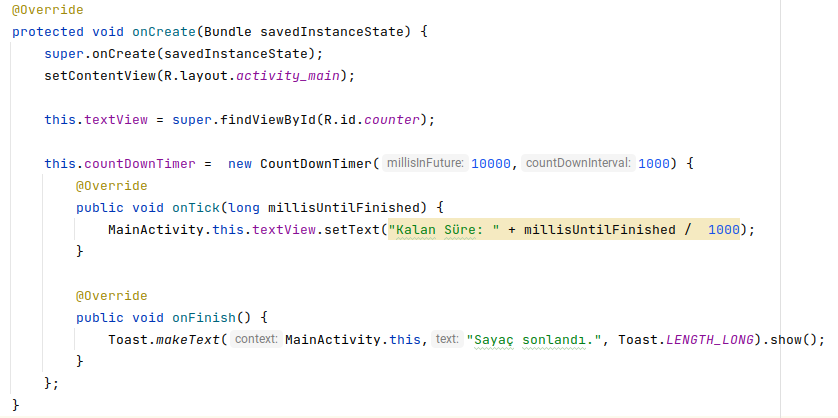 @Override
protected void onCreate(Bundle savedInstanceState) {
super.onCreate(savedInstanceState);
setContentView(R.layout.activity_main);
this.textView = super.findViewById(R.id.counter);
this.countDownTimer =  new CountDownTimer( millisInFuture: 10000, countDownInterval: 1000) {
@Override
public void onTick(long millisUntilFinished) {
MainActivity.this.textView.setText("Kalan Süre: " + millisUntilFinished /  1000);
}
@Override
public void onFinish() {
Toast.makeText( context: MainActivity.this, text: "Sayaç sonlandı.", Toast.LENGTH_LONG).show();
}
};
}